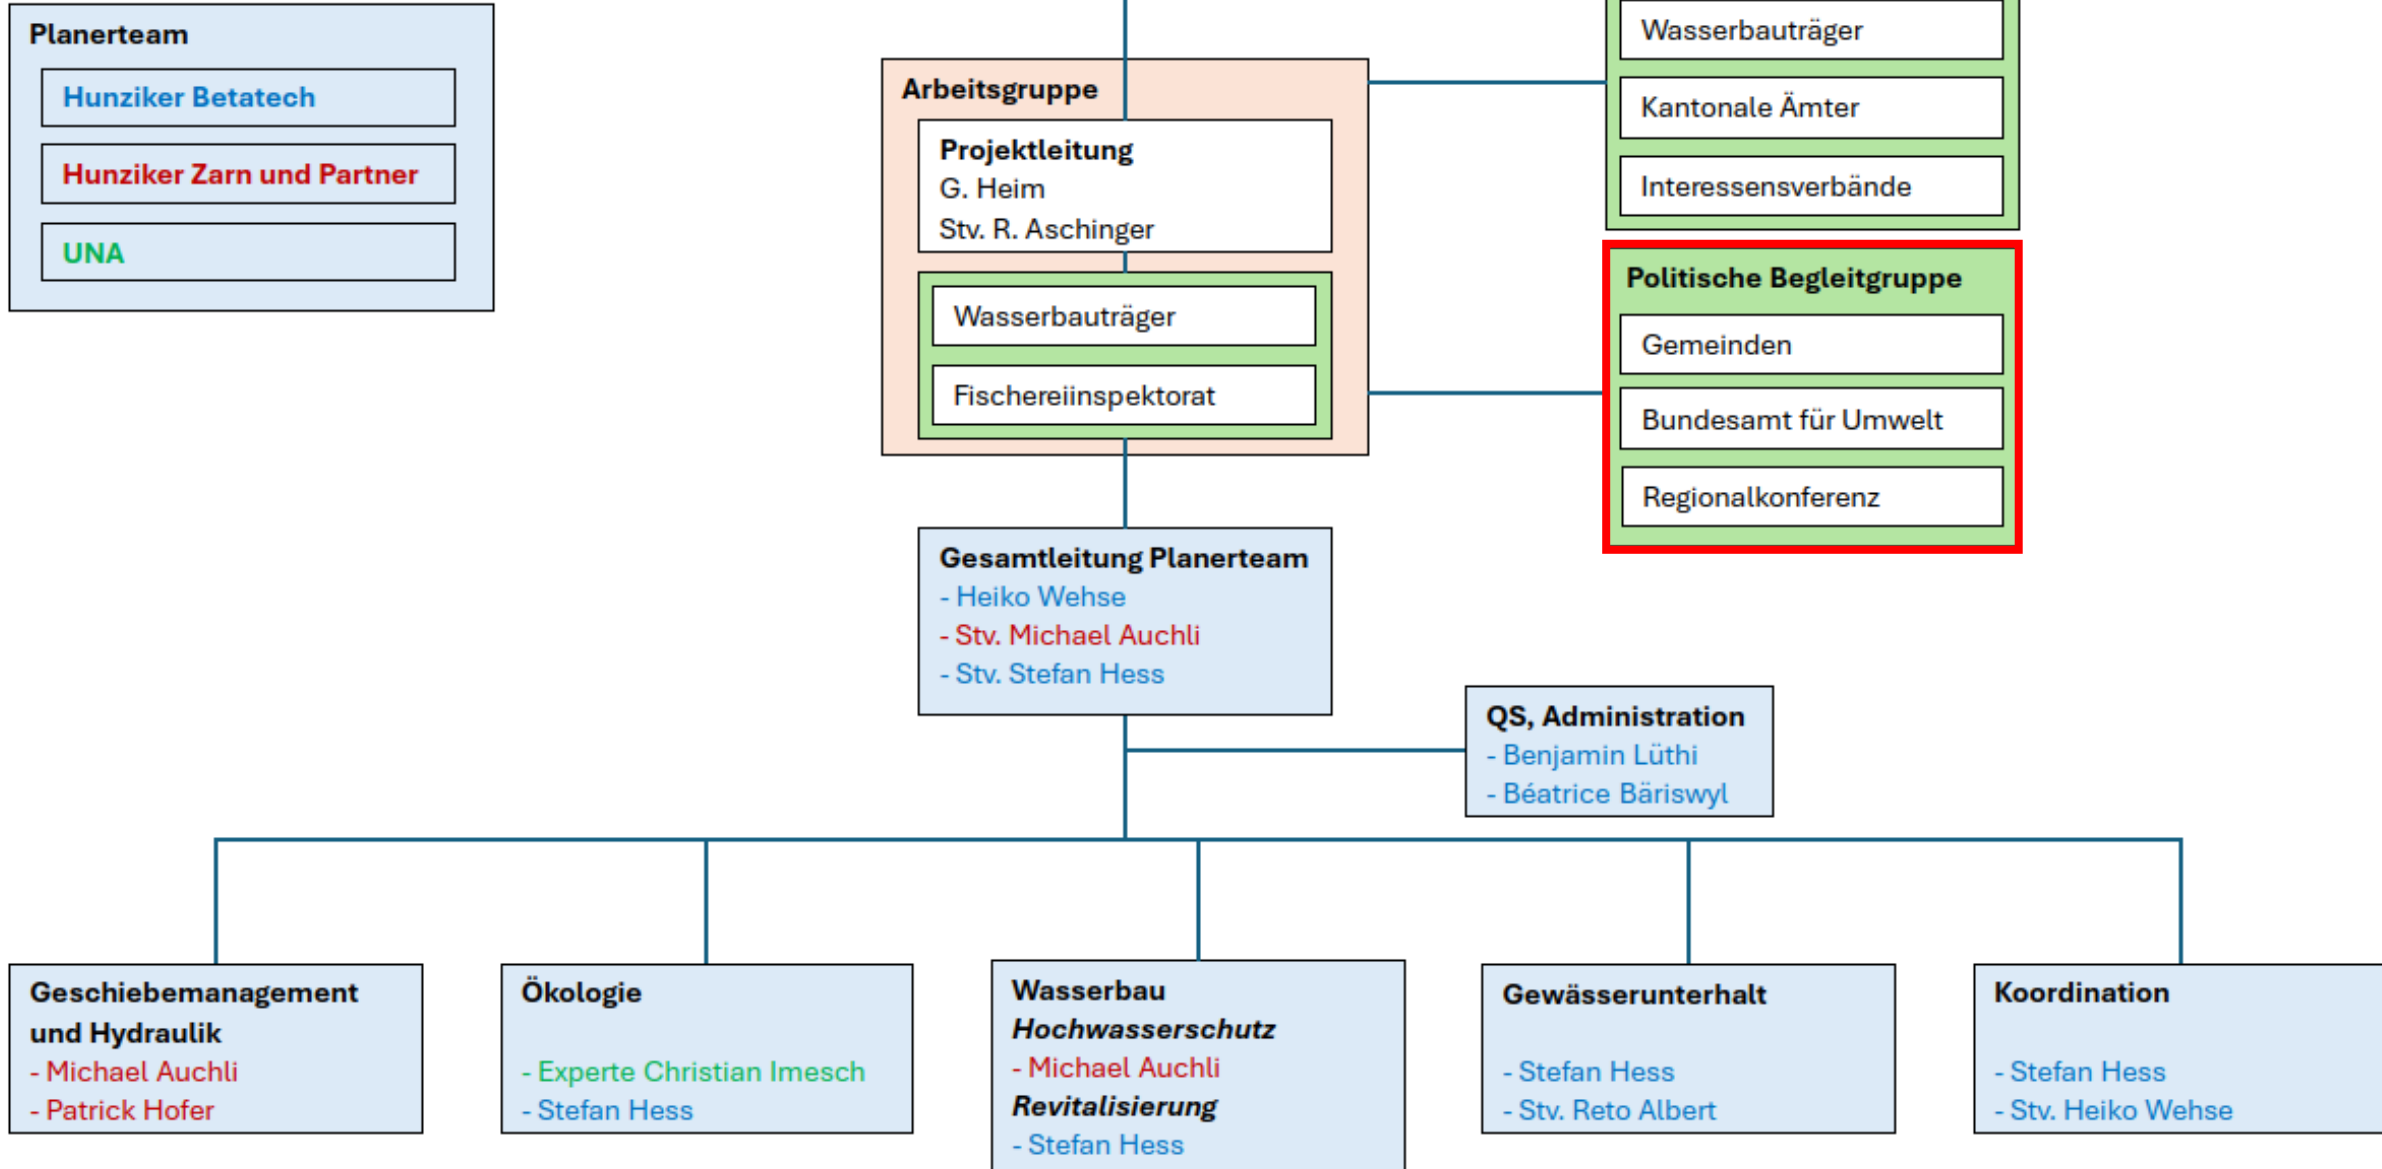 Planerteam
Hunziker Betatech
Hunziker Zarn und Partner
UNA
Arbeitsgruppe
Projektleitung
G. Heim
Stv. R. Aschinger
Wasserbauträger
Fischereiinspektorat
Wasserbauträger
Kantonale Ämter
Interessensverbände
Politische Begleitgruppe
Gemeinden
Bundesamt für Umwelt
Regionalkonferenz
Gesamtleitung Planerteam
- Heiko Wehse
- Stv. Michael Auchli
- Stv. Stefan Hess
QS, Administration
- Benjamin Lüthi
- Béatrice Bäriswyl
Geschiebemanagement
und Hydraulik
- Michael Auchli
- Patrick Hofer
Ökologie
- Experte Christian Imesch
- Stefan Hess
Wasserbau
Hochwasserschutz
- Michael Auchli
Revitalisierung
- Stefan Hess
Gewässerunterhalt
- Stefan Hess
- Stv. Reto Albert
Koordination
- Stefan Hess
- Stv. Heiko Wehse